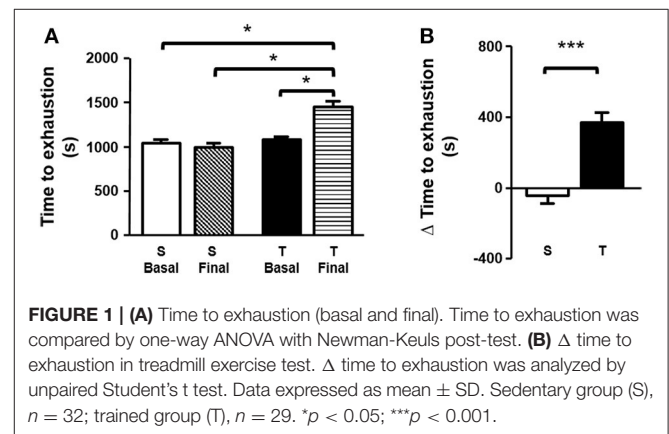 A
Time to exhaustion
(s)
2000
1500
1000
500
0
*
*
*
S
Basal
S
Final
T
Basal
T
Final
B
Δ Time to exhaustion
(s)
800
400
0
-400
***
S
T
FIGURE 1 | (A) Time to exhaustion (basal and final). Time to exhaustion was
compared by one-way ANOVA with Newman-Keuls post-test. (B) Δ time to
exhaustion in treadmill exercise test. Δ time to exhaustion was analyzed by
unpaired Student's t test. Data expressed as mean ± SD. Sedentary group (S),
n = 32; trained group (T), n = 29. *p < 0.05; ***p < 0.001.